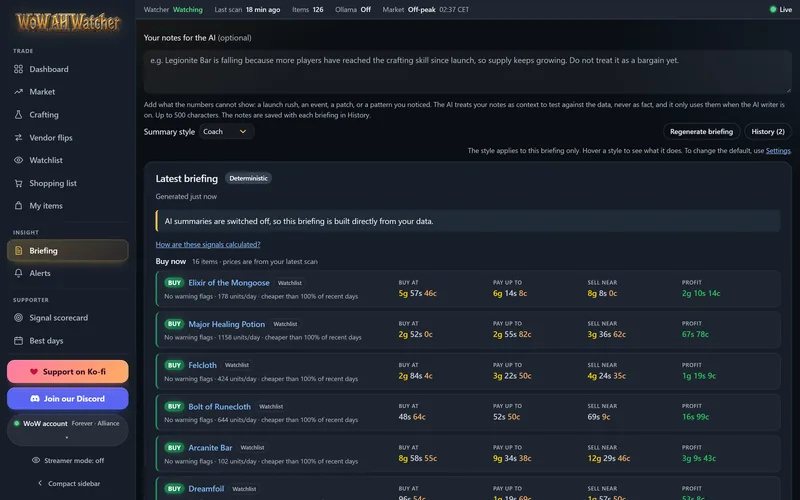 WoW AH Watcher
Watcher Watching Last scan 18 min ago Items 126 Ollama Off Market Off-peak 02:37 CET Live
TRADE
Dashboard
Market
Crafting
Vendor flips
Watchlist
Shopping list
My items
INSIGHT
Briefing
Alerts
SUPPORTER
Signal scorecard
Best days
Support on Ko-fi
Join our Discord
WoW account Forever · Alliance
Streamer mode: off
Compact sidebar
Your notes for the AI (optional)
e.g. Legionite Bar is falling because more players have reached the crafting skill since launch, so supply keeps growing. Do not treat it as a bargain yet.
Add what the numbers cannot show: a launch rush, an event, a patch, or a pattern you noticed. The AI treats your notes as context to test against the data, never as fact, and it only uses them when the AI writer is
on. Up to 500 characters. The notes are saved with each briefing in History.
Summary style Coach Regenerate briefing History (2)
The style applies to this briefing only. Hover a style to see what it does. To change the default, use Settings.
Latest briefing Deterministic
Generated just now
AI summaries are switched off, so this briefing is built directly from your data.
How are these signals calculated?
Buy now 16 items · prices are from your latest scan
BUY Elixir of the Mongoose Watchlist
No warning flags · 178 units/day · cheaper than 100% of recent days
BUY AT PAY UP TO SELL NEAR PROFIT
5g 57s 46c 6g 14s 8c 8g 8s 0c 2g 10s 14c
BUY Major Healing Potion Watchlist
No warning flags · 1158 units/day · cheaper than 100% of recent days
BUY AT PAY UP TO SELL NEAR PROFIT
2g 52s 0c 2g 55s 82c 3g 36s 62c 67s 78c
BUY Felcloth Watchlist
No warning flags · 424 units/day · cheaper than 100% of recent days
BUY AT PAY UP TO SELL NEAR PROFIT
2g 84s 4c 3g 22s 50c 4g 24s 35c 1g 19s 9c
BUY Bolt of Runecloth Watchlist
No warning flags · 644 units/day · cheaper than 100% of recent days
BUY AT PAY UP TO SELL NEAR PROFIT
48s 64c 52s 50c 69s 9c 16s 99c
BUY Arcanite Bar Watchlist
No warning flags · 102 units/day · cheaper than 100% of recent days
BUY AT PAY UP TO SELL NEAR PROFIT
8g 58s 55c 9g 34s 38c 12g 29s 46c 3g 9s 43c
BUY Dreamfoil Watchlist
BUY AT PAY UP TO SELL NEAR PROFIT